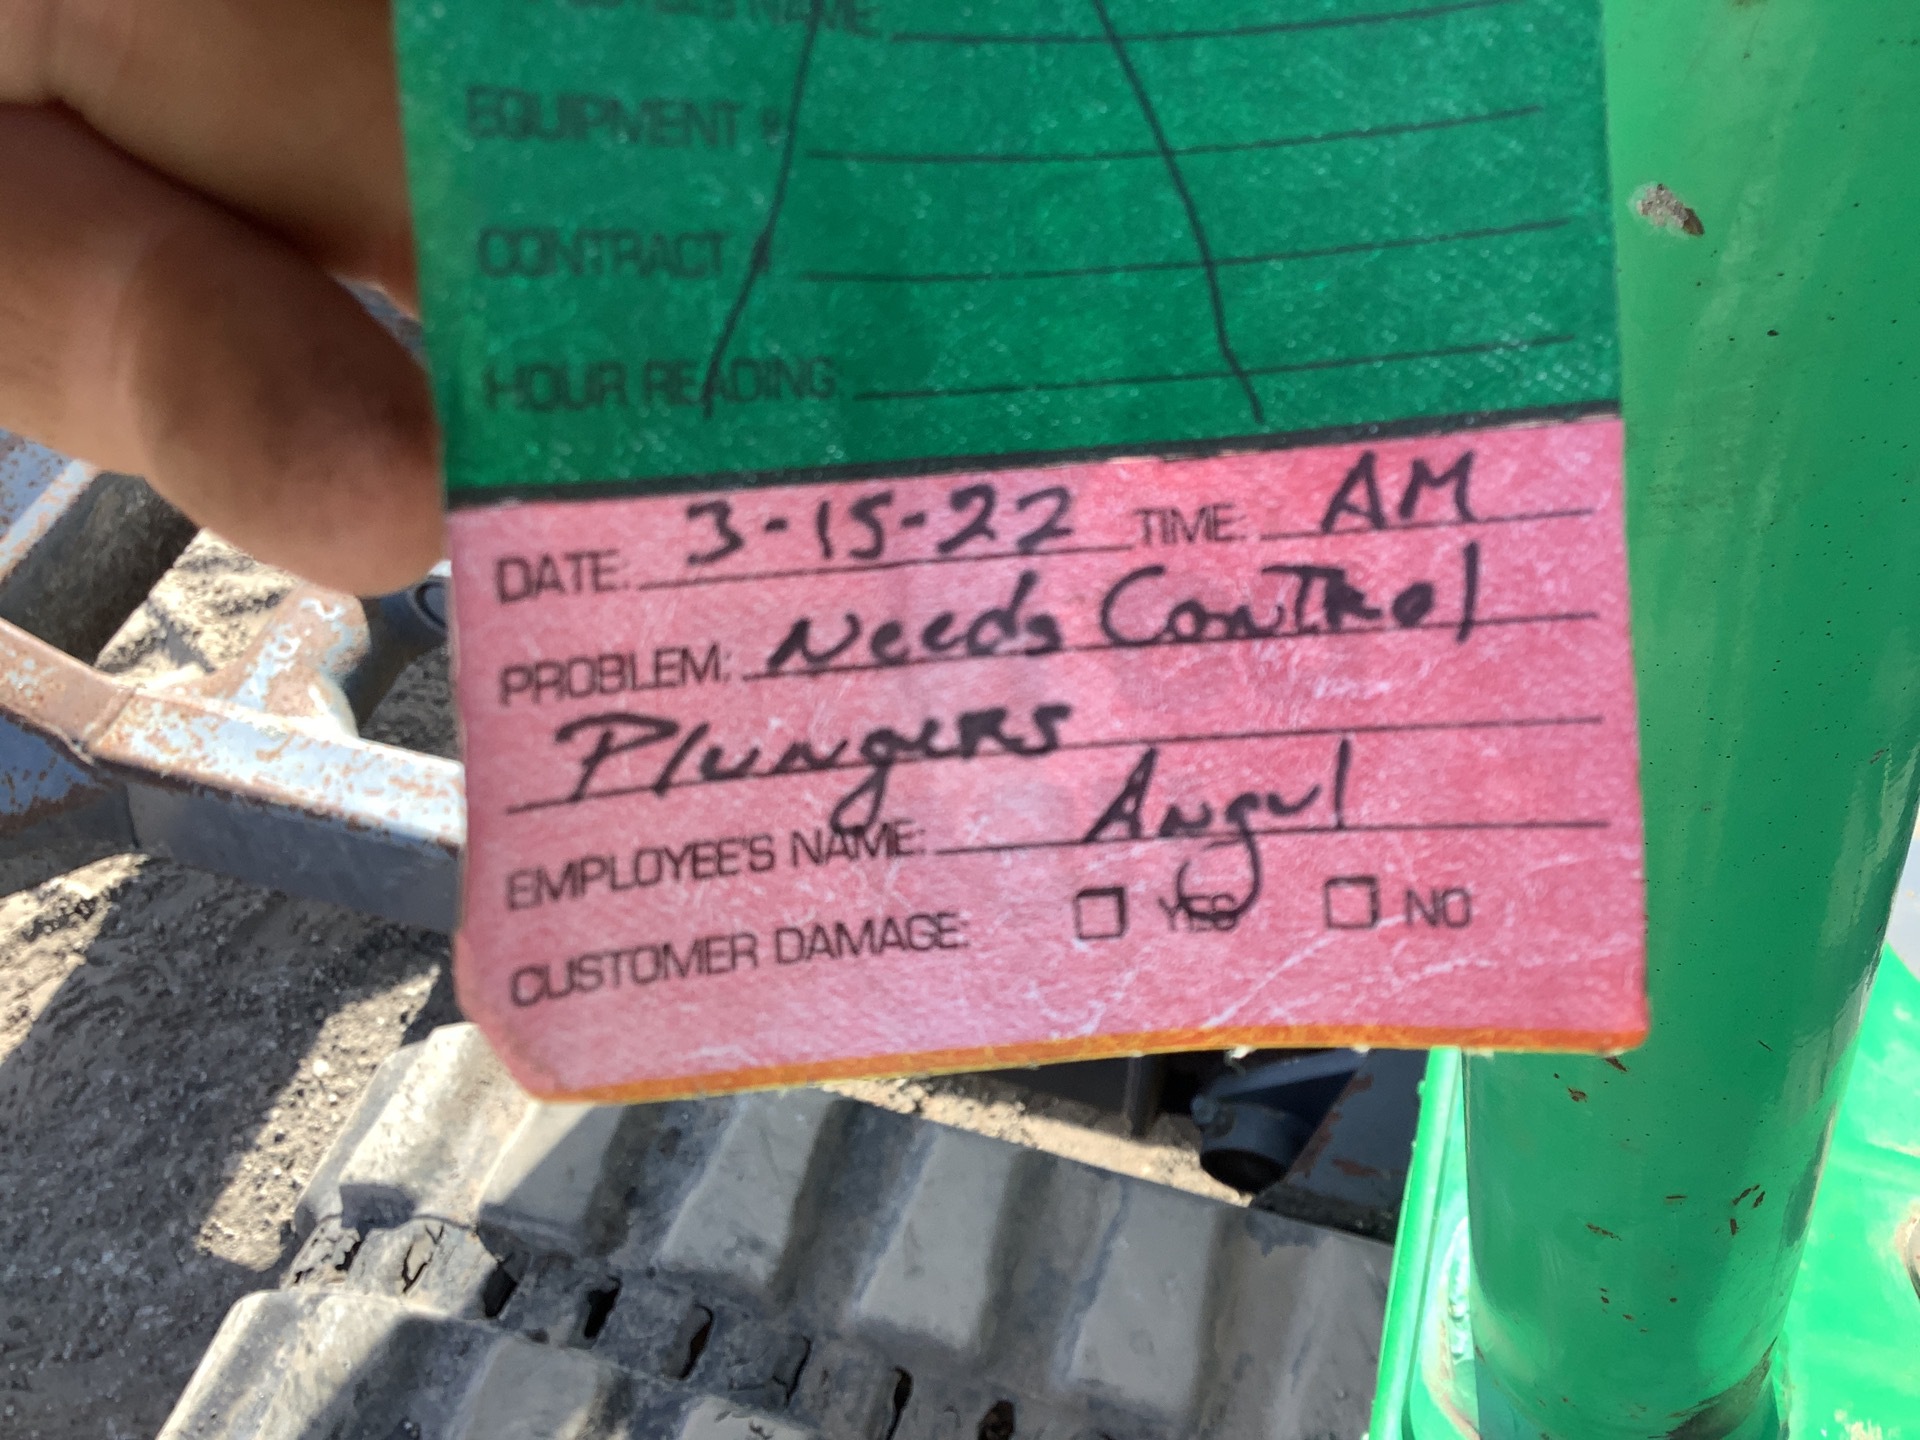 EQUIPMENT #
CONTRACT #
HOUR READING
DATE: 3-15-22 TIME: AM
PROBLEM: Needs Control
Plungers
EMPLOYEE'S NAME: Angul
CUSTOMER DAMAGE: YES NO